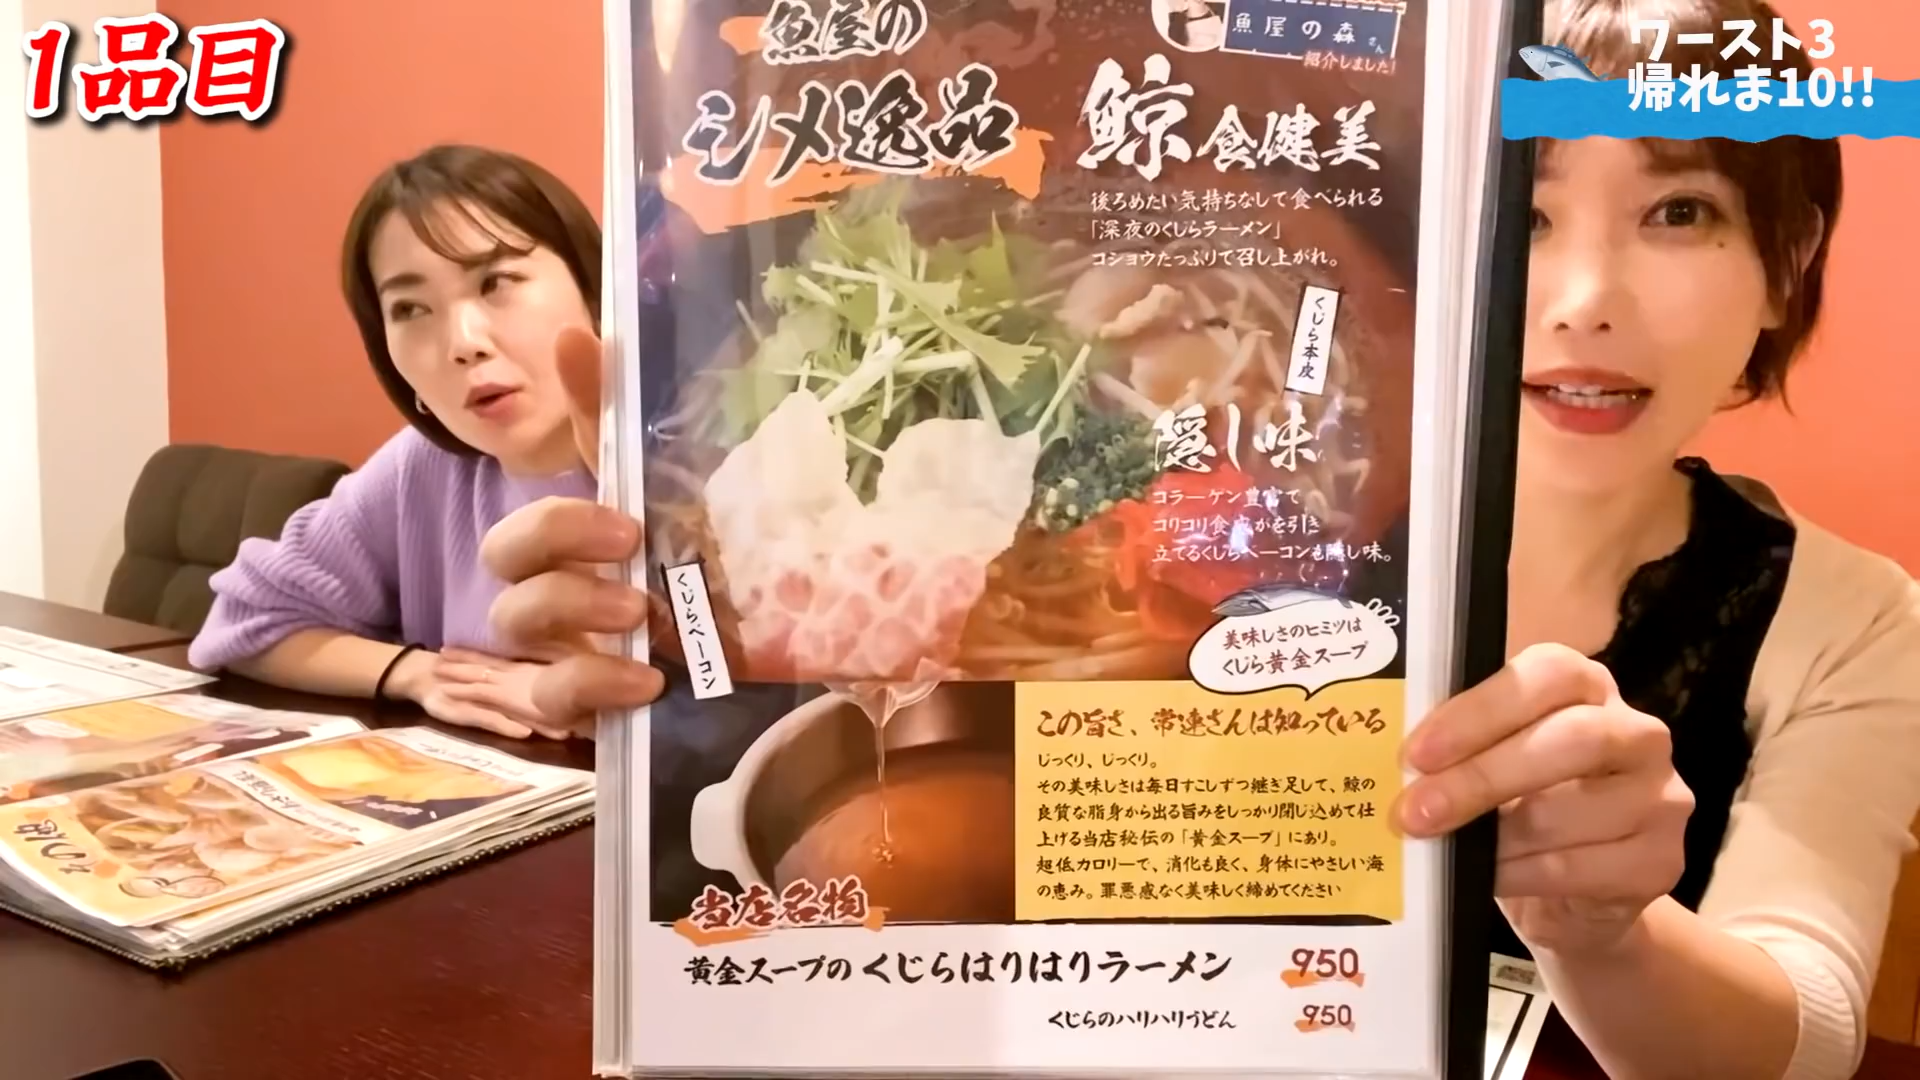 1品目
ワースト3
帰れま10!!
魚屋の
シメ逸品
魚屋の森さん
紹介しました!
鯨食健美
後ろめたい気持ちなしで食べられる
「深夜のくじらラーメン」
コショウたっぷりで召し上がれ。
くじら本皮
隠し味
コラーゲン豊富で
コリコリ食感が
立てるくじらベーコンも隠し味。
くじらベーコン
美味しさのヒミツは
くじら黄金スープ
この旨さ、常連さんは知っている
じっくり、じっくり。
その美味しさは毎日すこしずつ継ぎ足して、鯨の
良質な脂身から出る旨みをしっかり閉じ込めて仕
上げる当店秘伝の「黄金スープ」にあり。
超低カロリーで、消化も良く、身体にやさしい海
の恵み。罪悪感なく美味しく締めてください
当店名物
黄金スープの くじらはりはりラーメン 950
くじらのハリハリうどん 950